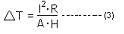 △T = I²·R / A·H ---------(3)